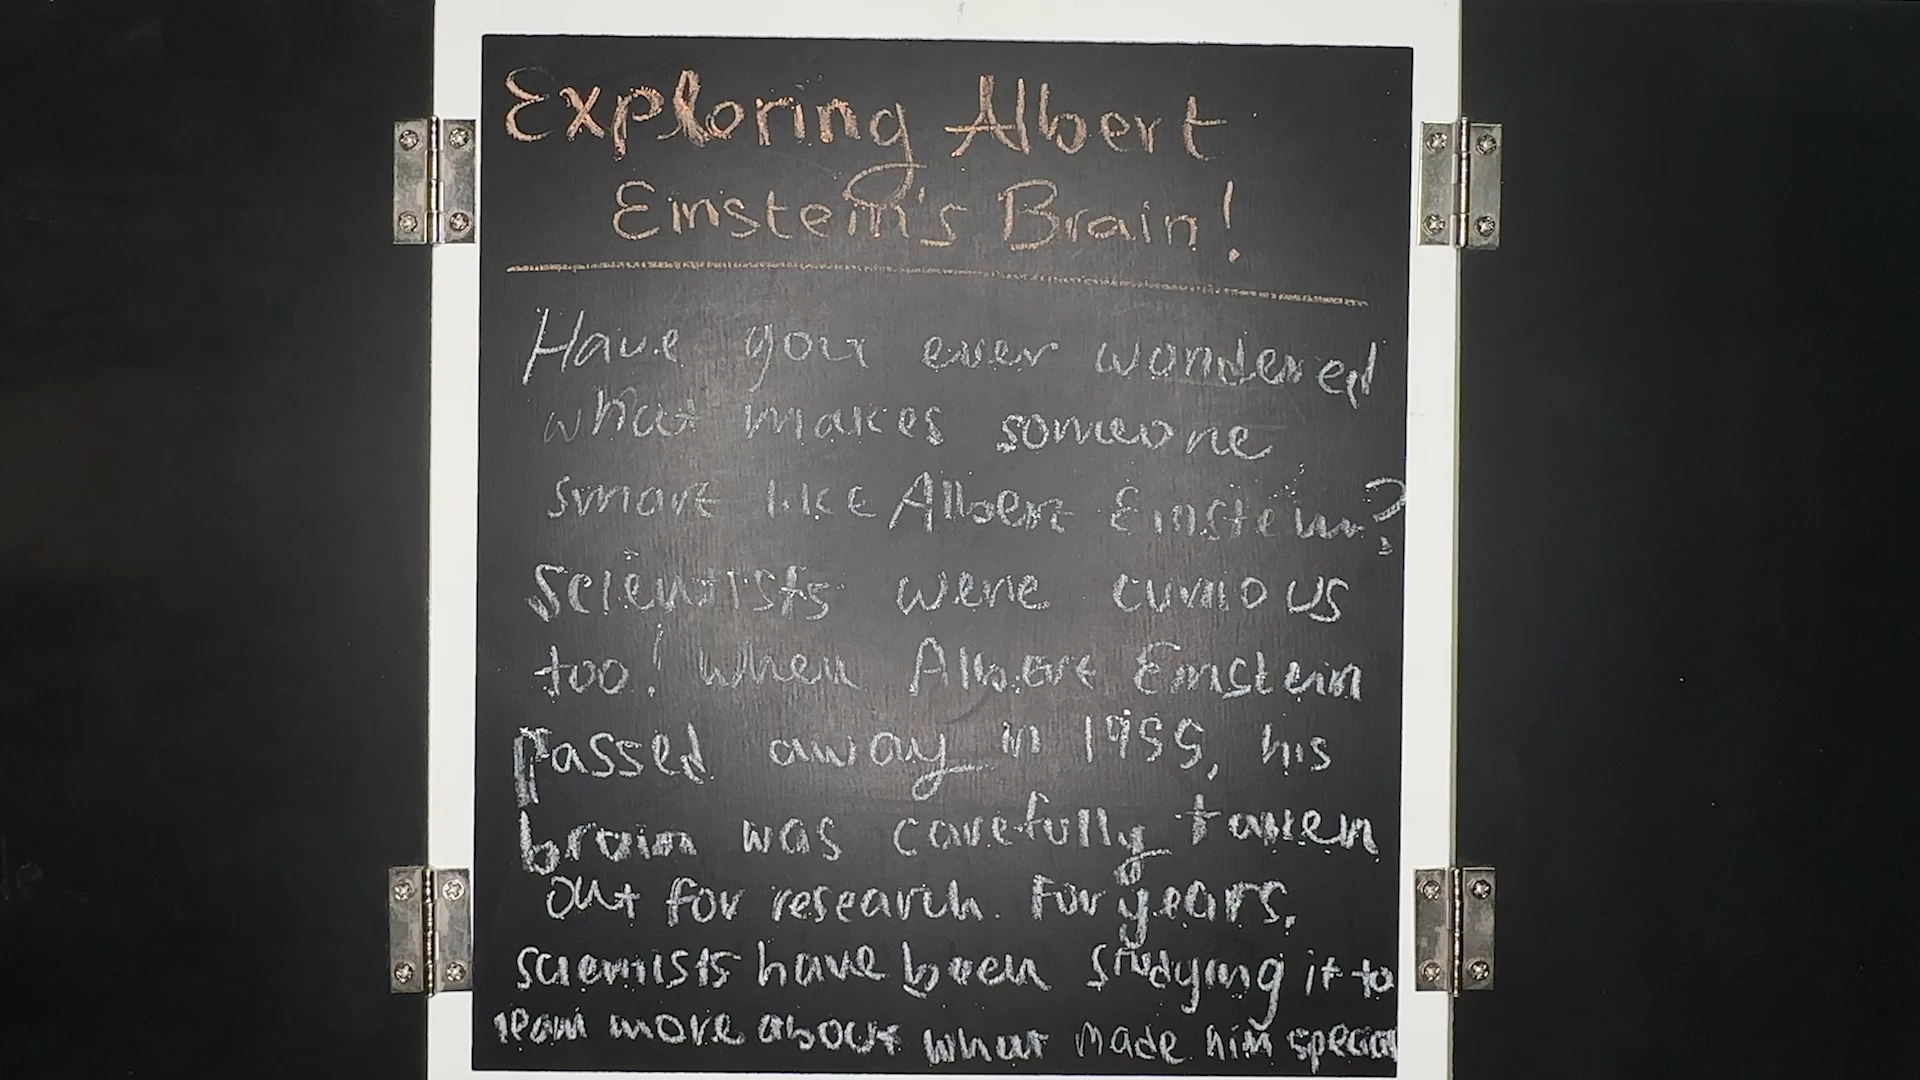 Exploring Albert
Einstein's Brain!
Have you ever wondered
what makes someone
smart like Albert Einstein?
Scientists were curious
too! When Albert Einstein
passed away in 1955, his
brain was carefully taken
out for research. For years,
scientists have been studying it to
learn more about what made him special